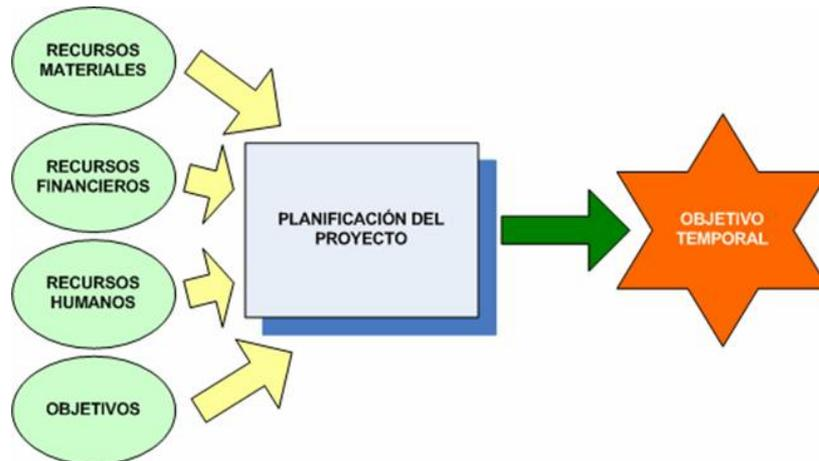 RECURSOS
MATERIALES
RECURSOS
FINANCIEROS
RECURSOS
HUMANOS
OBJETIVOS
PLANIFICACIÓN DEL
PROYECTO
OBJETIVO
TEMPORAL